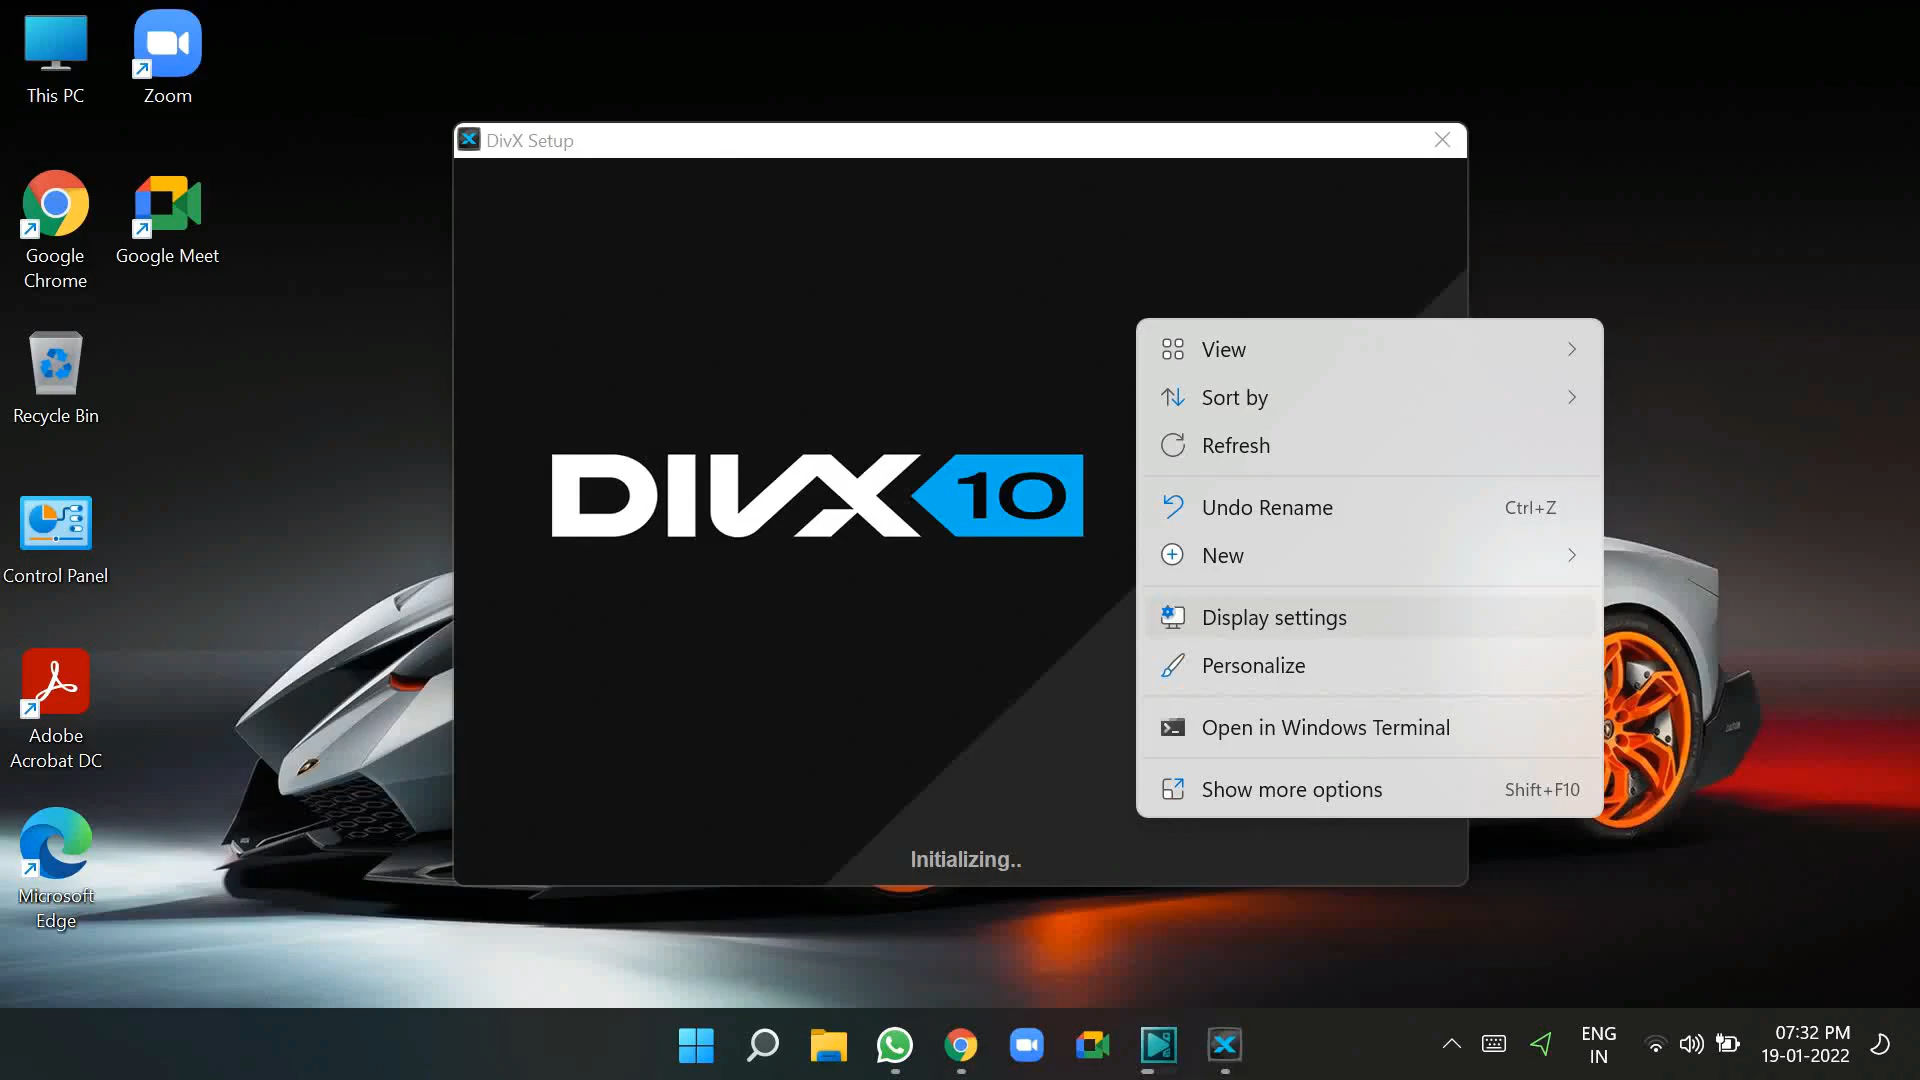 This PC
Zoom
Google
Chrome
Google Meet
Recycle Bin
Control Panel
Adobe
Acrobat DC
Microsoft
Edge
DivX Setup
DIVX 10
Initializing..
View
Sort by
Refresh
Undo Rename Ctrl+Z
New
Display settings
Personalize
Open in Windows Terminal
Show more options Shift+F10
ENG
IN
07:32 PM
19-01-2022